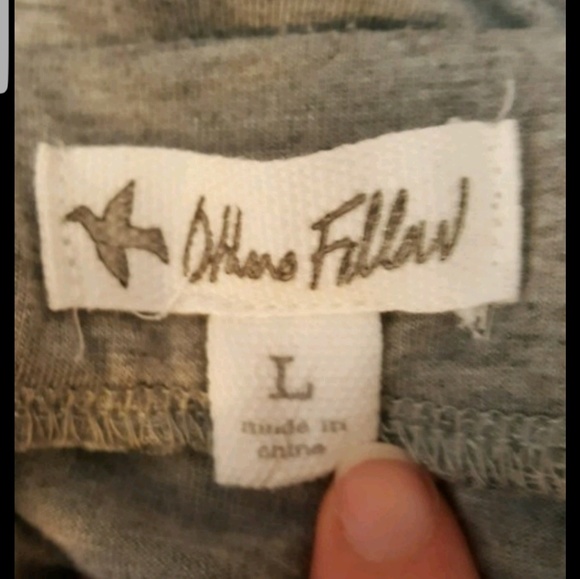 Others Follow
L
made in
china